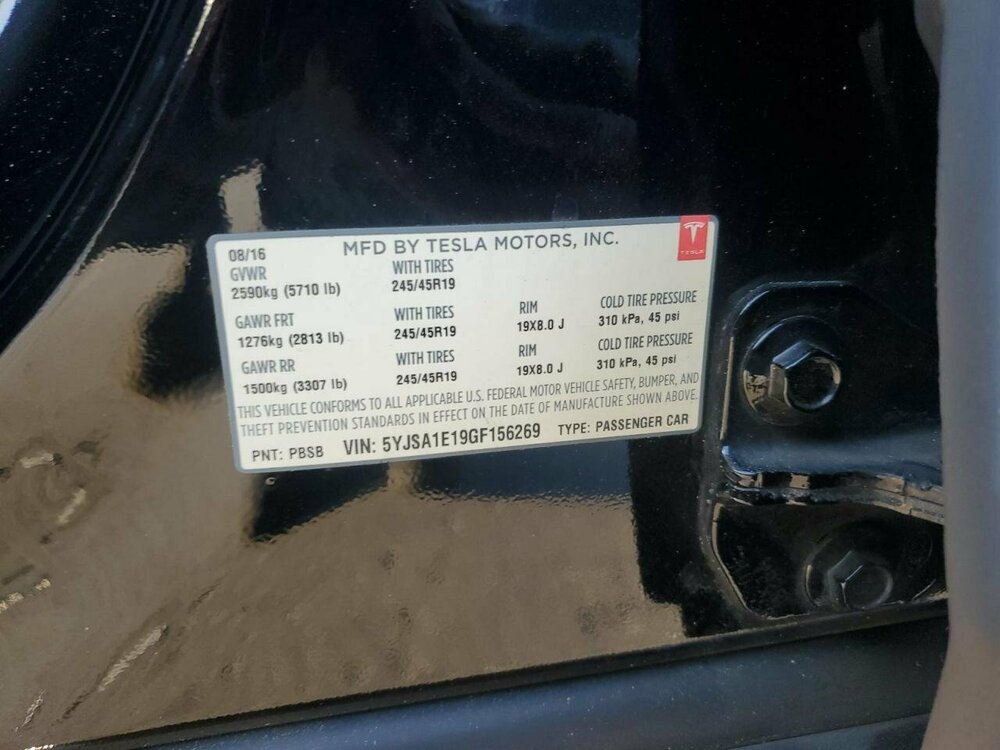 08/16 MFD BY TESLA MOTORS, INC.
TESLA
GVWR WITH TIRES
2590kg (5710 lb) 245/45R19
GAWR FRT WITH TIRES RIM COLD TIRE PRESSURE
1276kg (2813 lb) 245/45R19 19X8.0 J 310 kPa, 45 psi
GAWR RR WITH TIRES RIM COLD TIRE PRESSURE
1500kg (3307 lb) 245/45R19 19X8.0 J 310 kPa, 45 psi
THIS VEHICLE CONFORMS TO ALL APPLICABLE U.S. FEDERAL MOTOR VEHICLE SAFETY, BUMPER, AND
THEFT PREVENTION STANDARDS IN EFFECT ON THE DATE OF MANUFACTURE SHOWN ABOVE.
PNT: PBSB VIN: 5YJSA1E19GF156269 TYPE: PASSENGER CAR